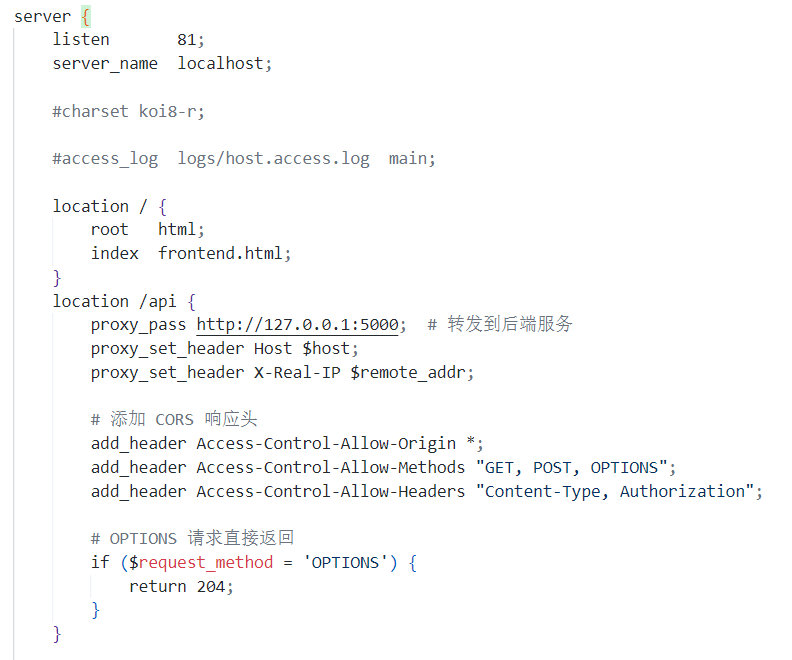 server {
    listen       81;
    server_name  localhost;
    #charset koi8-r;
    #access_log  logs/host.access.log  main;
    location / {
        root   html;
        index  frontend.html;
    }
    location /api {
        proxy_pass http://127.0.0.1:5000;  # 转发到后端服务
        proxy_set_header Host $host;
        proxy_set_header X-Real-IP $remote_addr;
        # 添加 CORS 响应头
        add_header Access-Control-Allow-Origin *;
        add_header Access-Control-Allow-Methods "GET, POST, OPTIONS";
        add_header Access-Control-Allow-Headers "Content-Type, Authorization";
        # OPTIONS 请求直接返回
        if ($request_method = 'OPTIONS') {
            return 204;
        }
    }